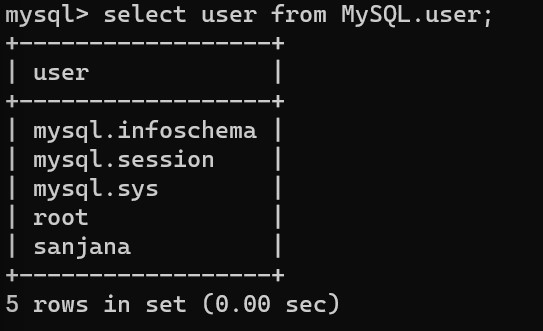 mysql> select user from MySQL.user;
+------------------+
| user             |
+------------------+
| mysql.infoschema |
| mysql.session    |
| mysql.sys        |
| root             |
| sanjana          |
+------------------+
5 rows in set (0.00 sec)